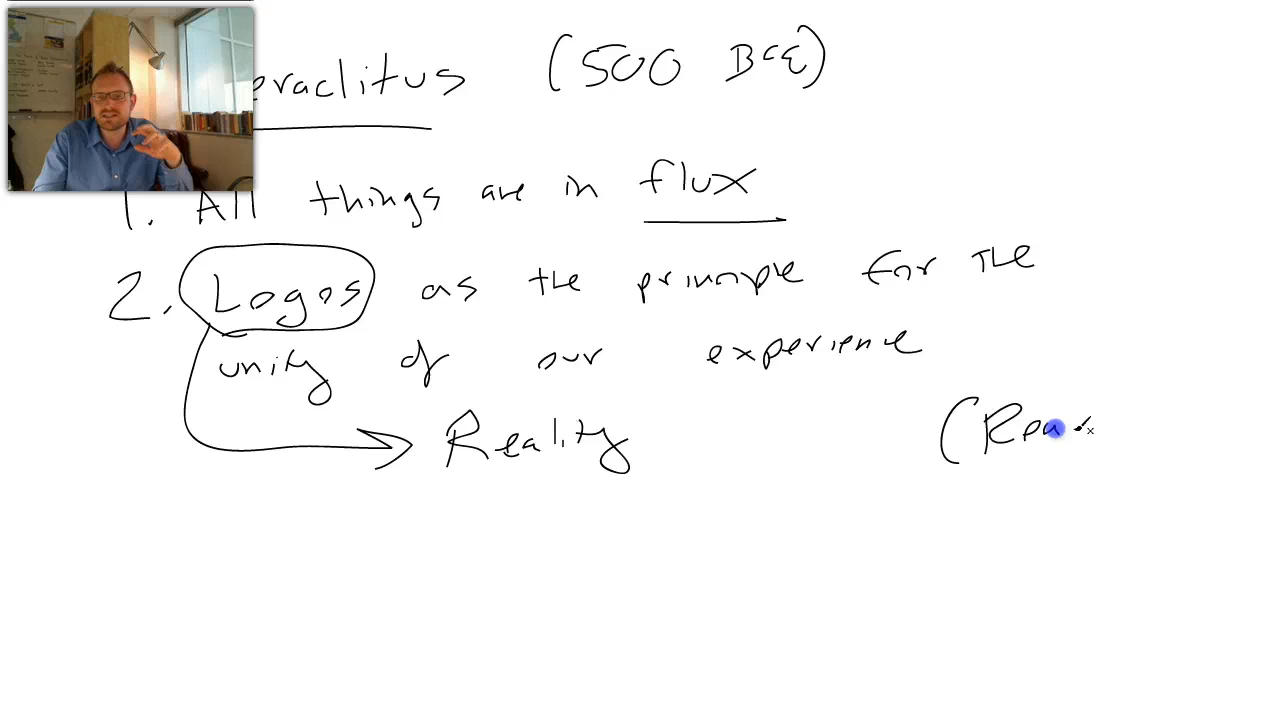 eraclitus (500 BCE)
1. All things are in flux
2. Logos as the principle for the
unity of our experience
Reality